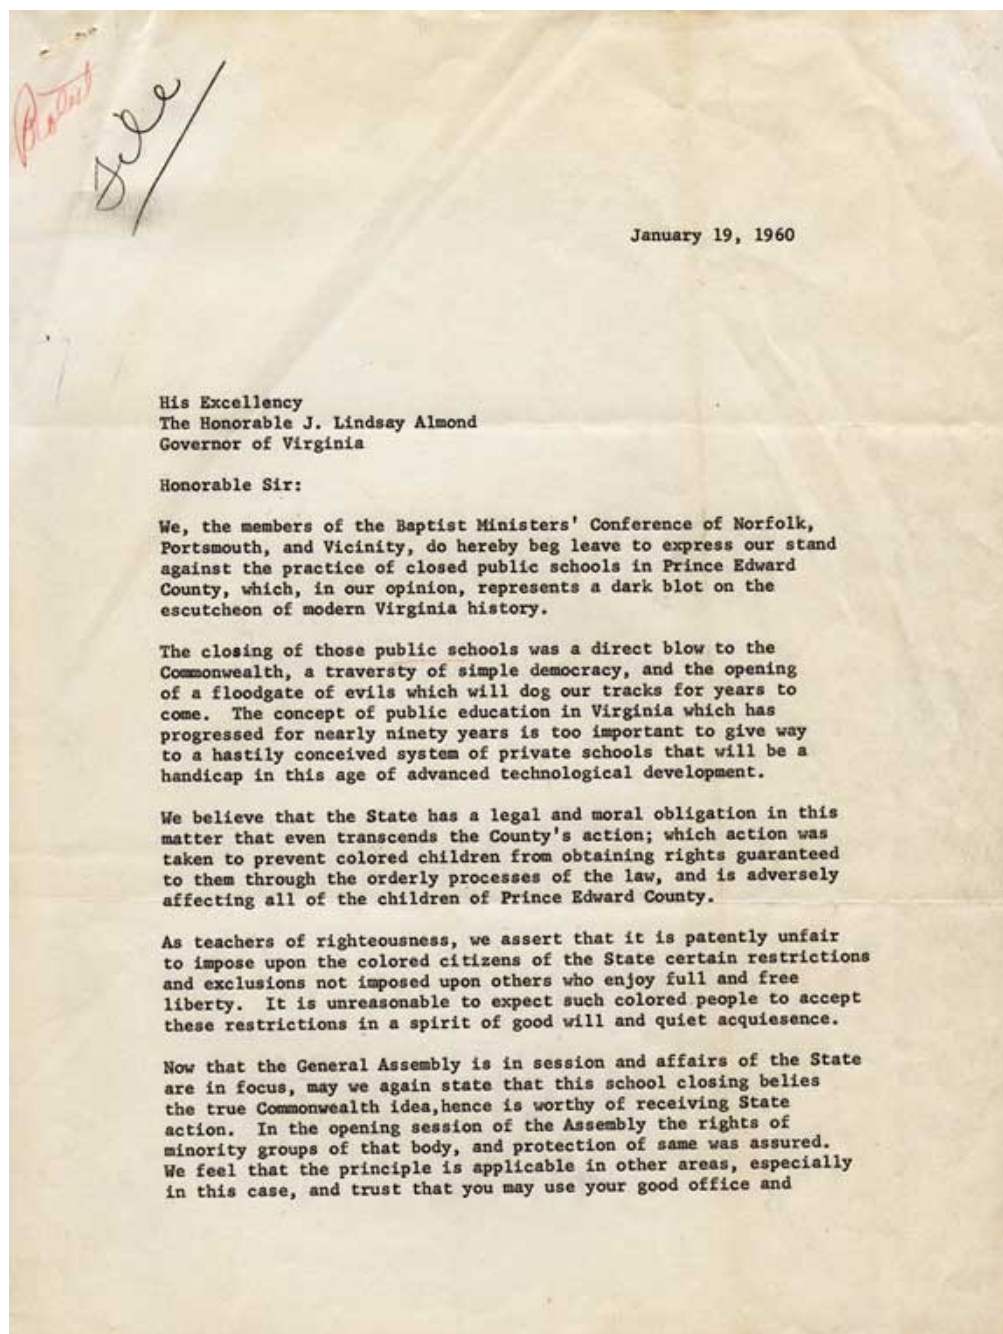 file
January 19, 1960
His Excellency
The Honorable J. Lindsay Almond
Governor of Virginia
Honorable Sir:
We, the members of the Baptist Ministers' Conference of Norfolk,
Portsmouth, and Vicinity, do hereby beg leave to express our stand
against the practice of closed public schools in Prince Edward
County, which, in our opinion, represents a dark blot on the
escutcheon of modern Virginia history.
The closing of those public schools was a direct blow to the
Commonwealth, a traversty of simple democracy, and the opening
of a floodgate of evils which will dog our tracks for years to
come. The concept of public education in Virginia which has
progressed for nearly ninety years is too important to give way
to a hastily conceived system of private schools that will be a
handicap in this age of advanced technological development.
We believe that the State has a legal and moral obligation in this
matter that even transcends the County's action; which action was
taken to prevent colored children from obtaining rights guaranteed
to them through the orderly processes of the law, and is adversely
affecting all of the children of Prince Edward County.
As teachers of righteousness, we assert that it is patently unfair
to impose upon the colored citizens of the State certain restrictions
and exclusions not imposed upon others who enjoy full and free
liberty. It is unreasonable to expect such colored people to accept
these restrictions in a spirit of good will and quiet acquiesence.
Now that the General Assembly is in session and affairs of the State
are in focus, may we again state that this school closing belies
the true Commonwealth idea,hence is worthy of receiving State
action. In the opening session of the Assembly the rights of
minority groups of that body, and protection of same was assured.
We feel that the principle is applicable in other areas, especially
in this case, and trust that you may use your good office and